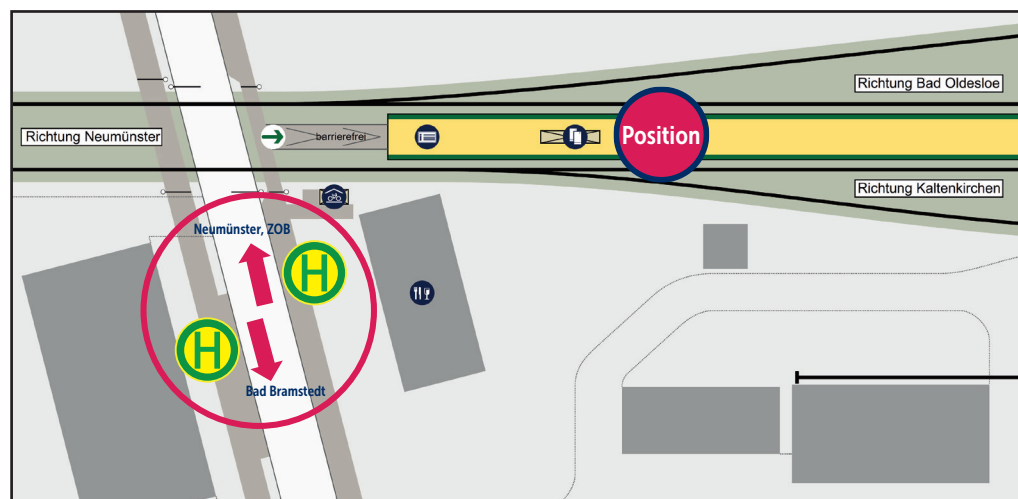 Richtung Bad Oldesloe
Richtung Neumünster
barrierefrei
Position
Richtung Kaltenkirchen
Neumünster, ZOB
H
H
Bad Bramstedt